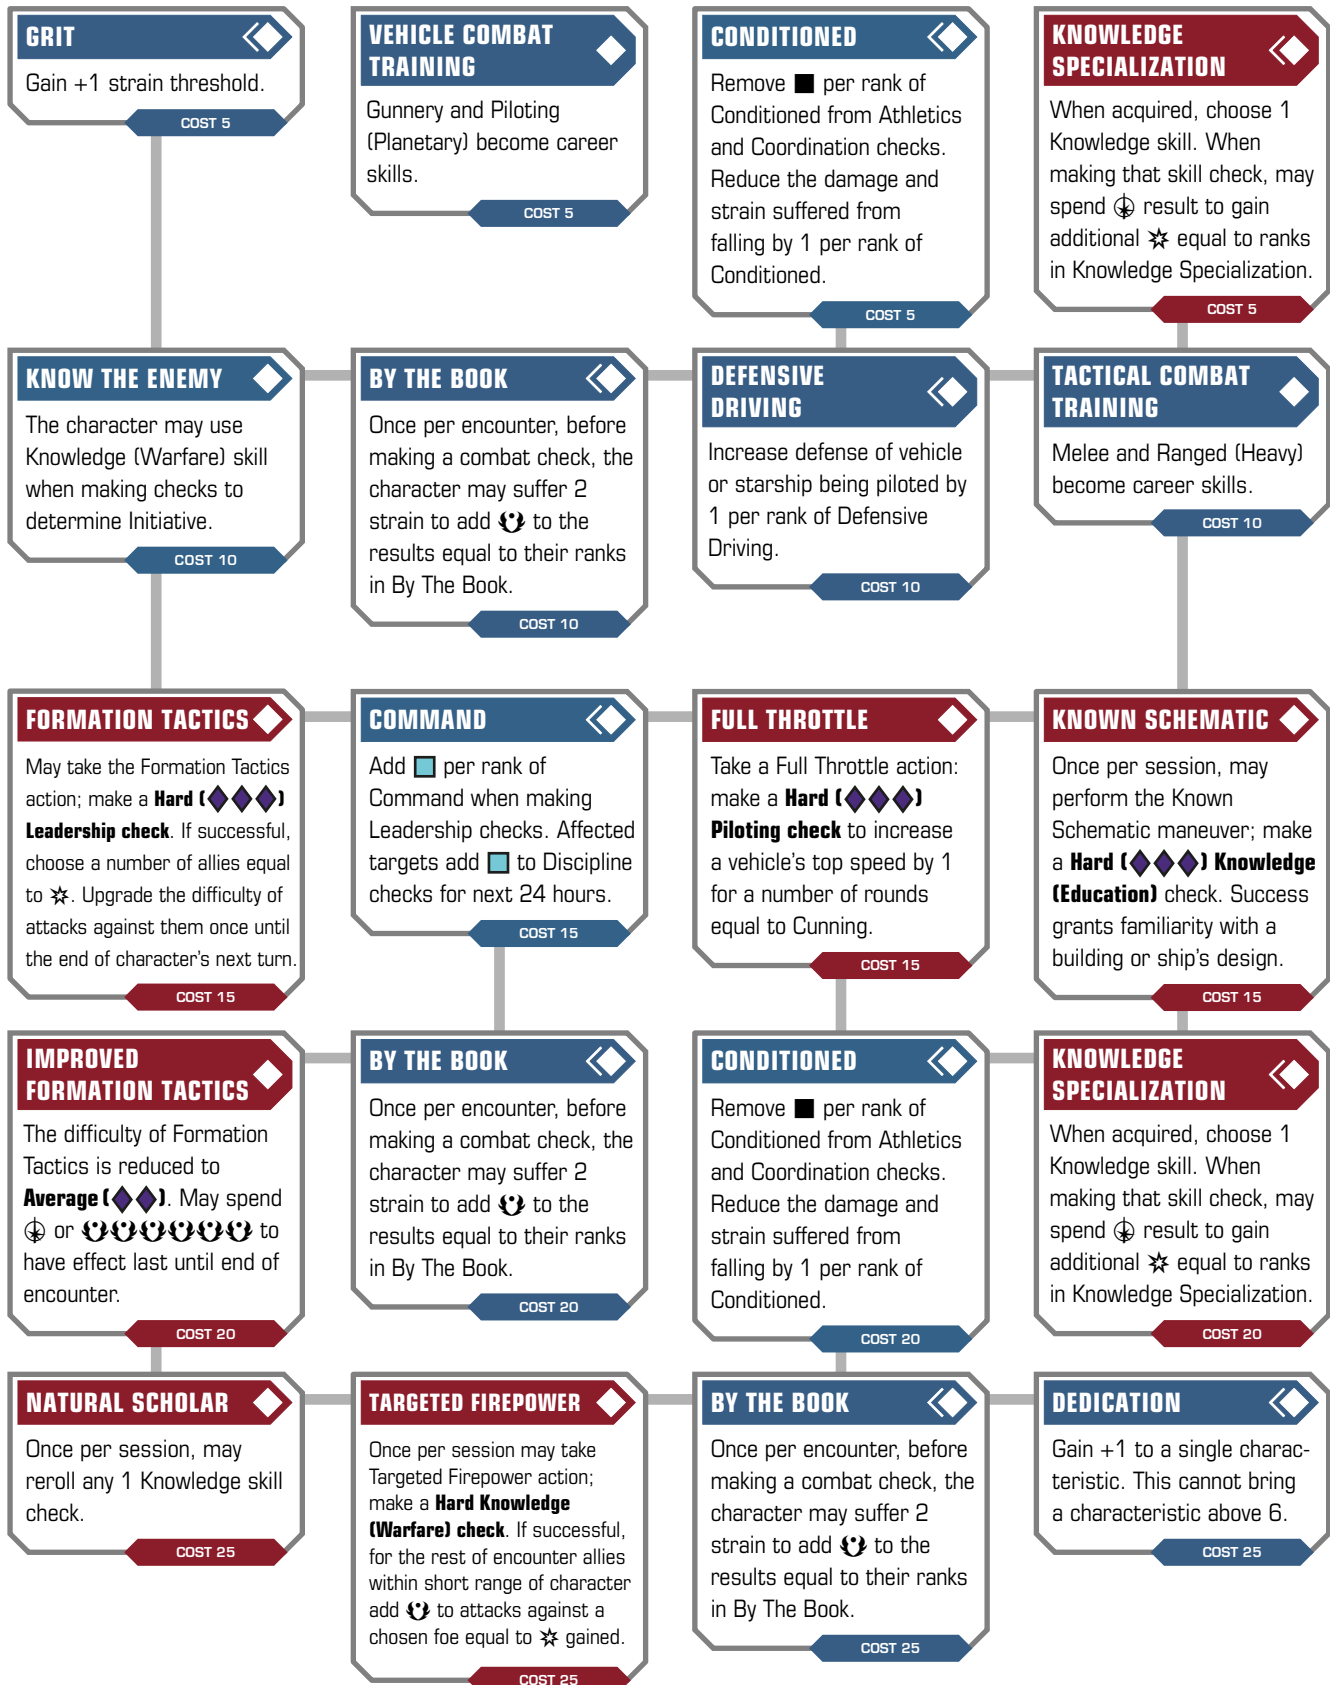 GRIT
Gain +1 strain threshold.
COST 5
VEHICLE COMBAT
TRAINING
Gunnery and Piloting
(Planetary) become career
skills.
COST 5
CONDITIONED
Remove per rank of
Conditioned from Athletics
and Coordination checks.
Reduce the damage and
strain suffered from
falling by 1 per rank of
Conditioned.
COST 5
KNOWLEDGE
SPECIALIZATION
When acquired, choose 1
Knowledge skill. When
making that skill check, may
spend result to gain
additional equal to ranks
in Knowledge Specialization.
COST 5
KNOW THE ENEMY
The character may use
Knowledge (Warfare) skill
when making checks to
determine Initiative.
COST 10
BY THE BOOK
Once per encounter, before
making a combat check, the
character may suffer 2
strain to add to the
results equal to their ranks
in By The Book.
COST 10
DEFENSIVE
DRIVING
Increase defense of vehicle
or starship being piloted by
1 per rank of Defensive
Driving.
COST 10
TACTICAL COMBAT
TRAINING
Melee and Ranged (Heavy)
become career skills.
COST 10
FORMATION TACTICS
May take the Formation Tactics
action; make a Hard ( )
Leadership check. If successful,
choose a number of allies equal
to . Upgrade the difficulty of
attacks against them once until
the end of character's next turn.
COST 15
COMMAND
Add per rank of
Command when making
Leadership checks. Affected
targets add to Discipline
checks for next 24 hours.
COST 15
FULL THROTTLE
Take a Full Throttle action:
make a Hard ( )
Piloting check to increase
a vehicle's top speed by 1
for a number of rounds
equal to Cunning.
COST 15
KNOWN SCHEMATIC
Once per session, may
perform the Known
Schematic maneuver; make
a Hard ( ) Knowledge
(Education) check. Success
grants familiarity with a
building or ship's design.
COST 15
IMPROVED
FORMATION TACTICS
The difficulty of Formation
Tactics is reduced to
Average ( ). May spend
or to
have effect last until end of
encounter.
COST 20
BY THE BOOK
Once per encounter, before
making a combat check, the
character may suffer 2
strain to add to the
results equal to their ranks
in By The Book.
COST 20
CONDITIONED
Remove per rank of
Conditioned from Athletics
and Coordination checks.
Reduce the damage and
strain suffered from
falling by 1 per rank of
Conditioned.
COST 20
KNOWLEDGE
SPECIALIZATION
When acquired, choose 1
Knowledge skill. When
making that skill check, may
spend result to gain
additional equal to ranks
in Knowledge Specialization.
COST 20
NATURAL SCHOLAR
Once per session, may
reroll any 1 Knowledge skill
check.
COST 25
TARGETED FIREPOWER
Once per session may take
Targeted Firepower action;
make a Hard Knowledge
(Warfare) check. If successful,
for the rest of encounter allies
within short range of character
add to attacks against a
chosen foe equal to gained.
COST 25
BY THE BOOK
Once per encounter, before
making a combat check, the
character may suffer 2
strain to add to the
results equal to their ranks
in By The Book.
COST 25
DEDICATION
Gain +1 to a single charac-
teristic. This cannot bring
a characteristic above 6.
COST 25